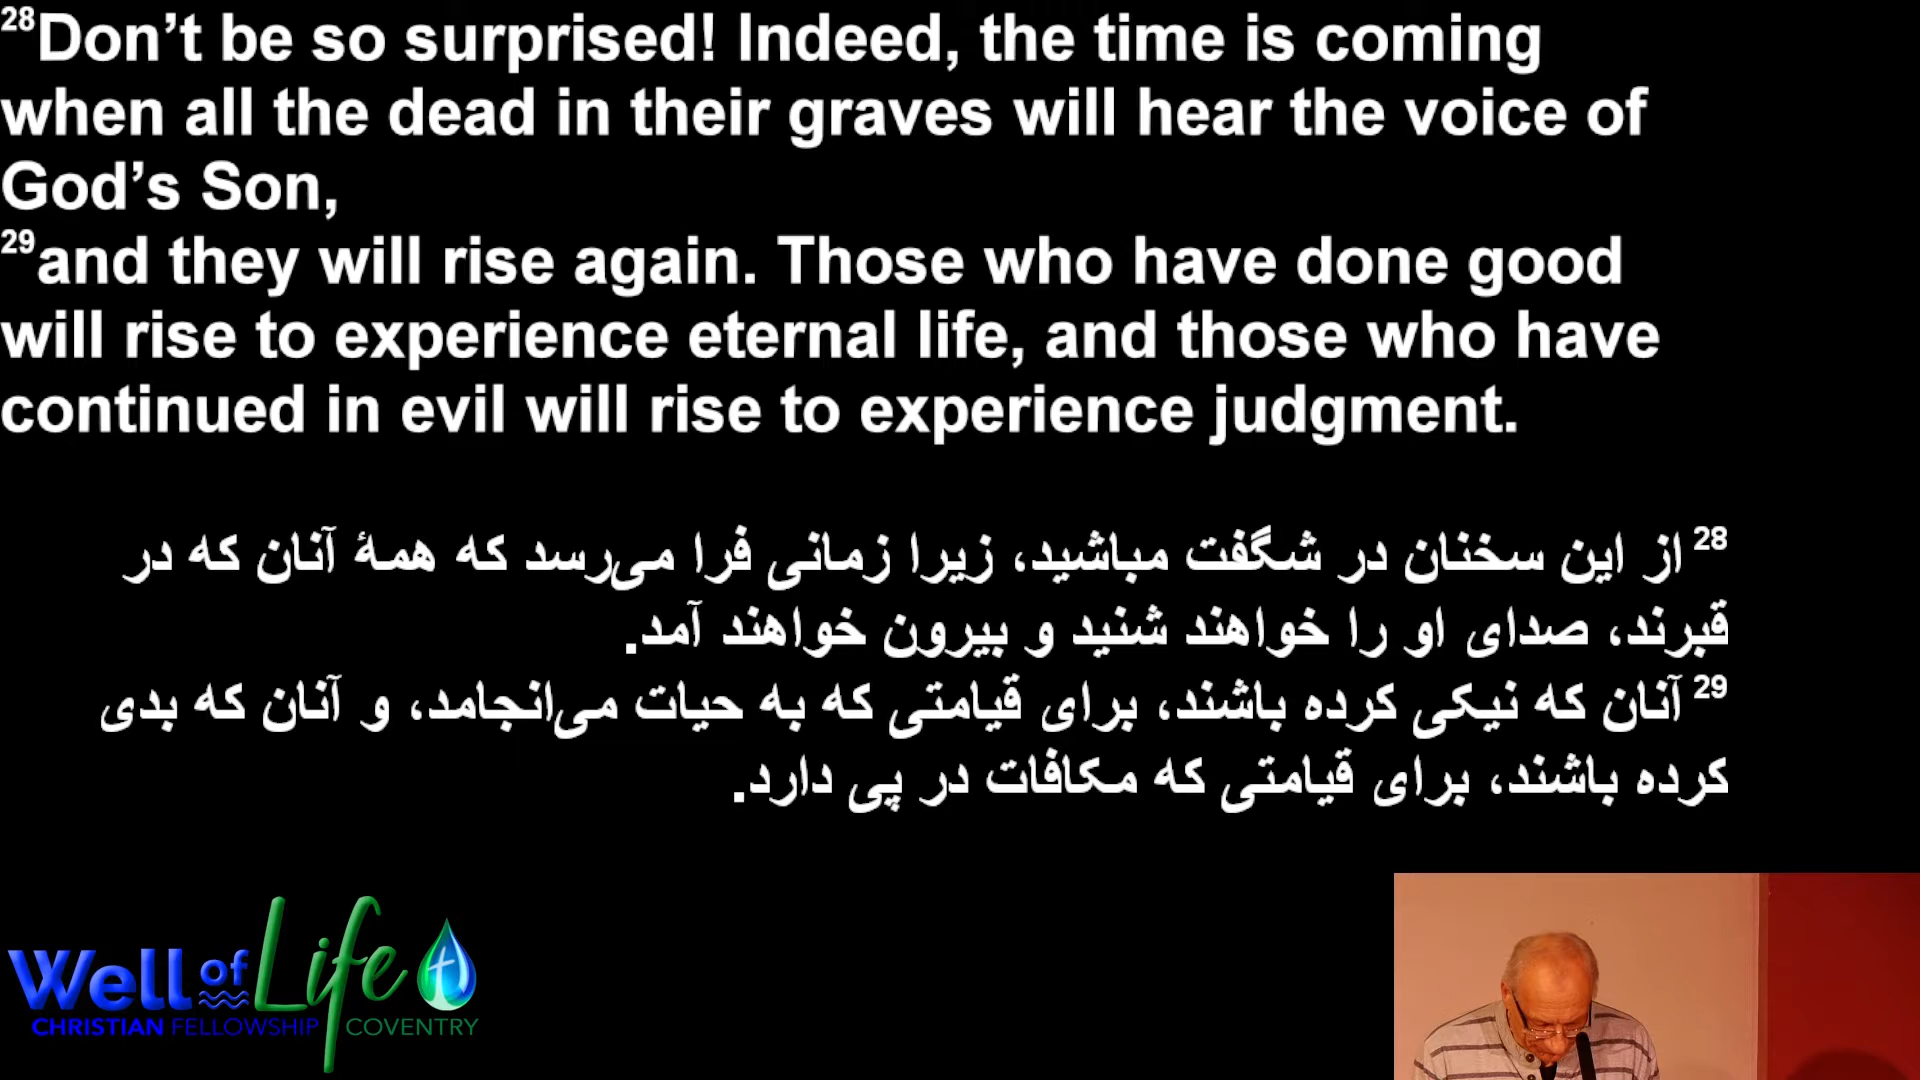 28Don’t be so surprised! Indeed, the time is coming
when all the dead in their graves will hear the voice of
God’s Son,
29and they will rise again. Those who have done good
will rise to experience eternal life, and those who have
continued in evil will rise to experience judgment.
28 از این سخنان در شگفت مباشید، زیرا زمانی فرا می‌رسد که همۀ آنان که در
قبرند، صدای او را خواهند شنید و بیرون خواهند آمد.
29 آنان که نیکی کرده باشند، برای قیامتی که به حیات می‌انجامد، و آنان که بدی
کرده باشند، برای قیامتی که مکافات در پی دارد.
Well of Life
CHRISTIAN FELLOWSHIP COVENTRY